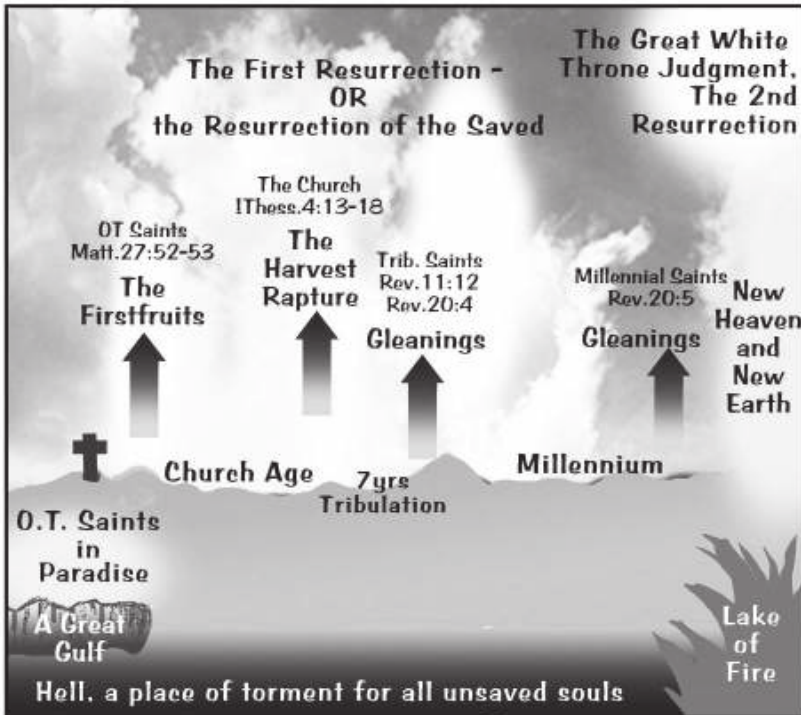 The First Resurrection -
OR
the Resurrection of the Saved
The Great White
Throne Judgment,
The 2nd
Resurrection
OT Saints
Matt.27:52-53
The
Firstfruits
The Church
!Thess.4:13-18
The
Harvest
Rapture
Trib. Saints
Rev.11:12
Rev.20:4
Gleanings
Millennial Saints
Rev.20:5
Gleanings
New
Heaven
and
New
Earth
Church Age
7yrs
Tribulation
Millennium
O.T. Saints
in
Paradise
A Great
Gulf
Lake
of
Fire
Hell, a place of torment for all unsaved souls